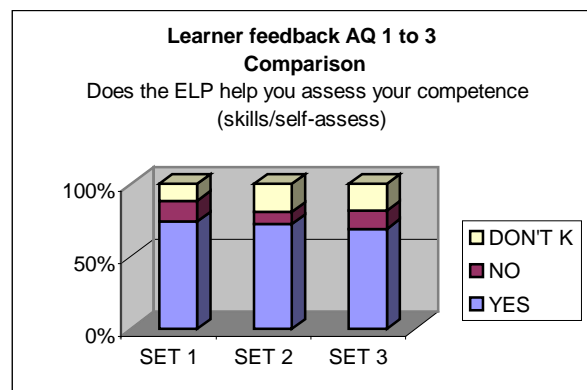 Learner feedback AQ 1 to 3
Comparison
Does the ELP help you assess your competence
(skills/self-assess)
100%
50%
0%
SET 1
SET 2
SET 3
DON'T K
NO
YES